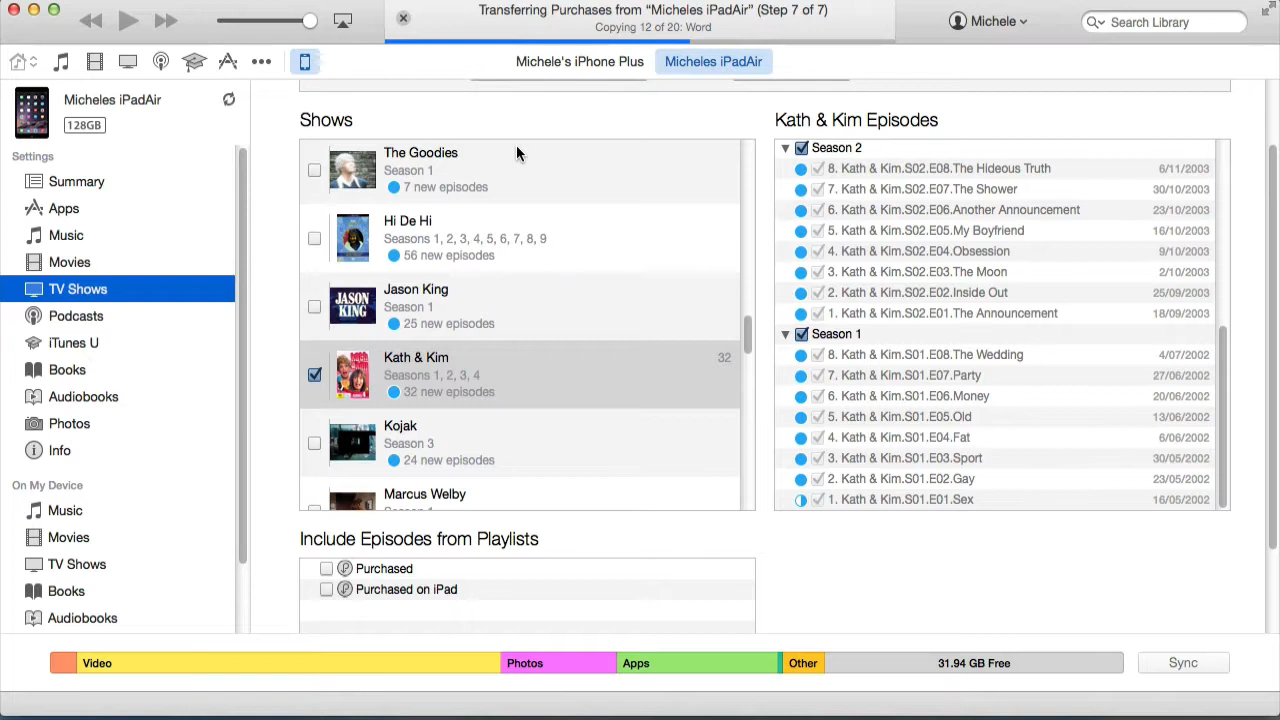 Transferring Purchases from “Micheles iPadAir” (Step 7 of 7)
Copying 12 of 20: Word
Michele
Search Library
Michele's iPhone Plus
Micheles iPadAir
Micheles iPadAir
128GB
Settings
Summary
Apps
Music
Movies
TV Shows
Podcasts
iTunes U
Books
Audiobooks
Photos
Info
On My Device
Music
Movies
TV Shows
Books
Audiobooks
Shows
The Goodies
Season 1
7 new episodes
Hi De Hi
Seasons 1, 2, 3, 4, 5, 6, 7, 8, 9
56 new episodes
JASON KING
Jason King
Season 1
25 new episodes
Kath & Kim
32
Seasons 1, 2, 3, 4
32 new episodes
Kojak
Season 3
24 new episodes
Marcus Welby
Kath & Kim Episodes
Season 2
8. Kath & Kim.S02.E08.The Hideous Truth 6/11/2003
7. Kath & Kim.S02.E07.The Shower 30/10/2003
6. Kath & Kim.S02.E06.Another Announcement 23/10/2003
5. Kath & Kim.S02.E05.My Boyfriend 16/10/2003
4. Kath & Kim.S02.E04.Obsession 9/10/2003
3. Kath & Kim.S02.E03.The Moon 2/10/2003
2. Kath & Kim.S02.E02.Inside Out 25/09/2003
1. Kath & Kim.S02.E01.The Announcement 18/09/2003
Season 1
8. Kath & Kim.S01.E08.The Wedding 4/07/2002
7. Kath & Kim.S01.E07.Party 27/06/2002
6. Kath & Kim.S01.E06.Money 20/06/2002
5. Kath & Kim.S01.E05.Old 13/06/2002
4. Kath & Kim.S01.E04.Fat 6/06/2002
3. Kath & Kim.S01.E03.Sport 30/05/2002
2. Kath & Kim.S01.E02.Gay 23/05/2002
1. Kath & Kim.S01.E01.Sex 16/05/2002
Include Episodes from Playlists
Purchased
Purchased on iPad
Video
Photos
Apps
Other
31.94 GB Free
Sync